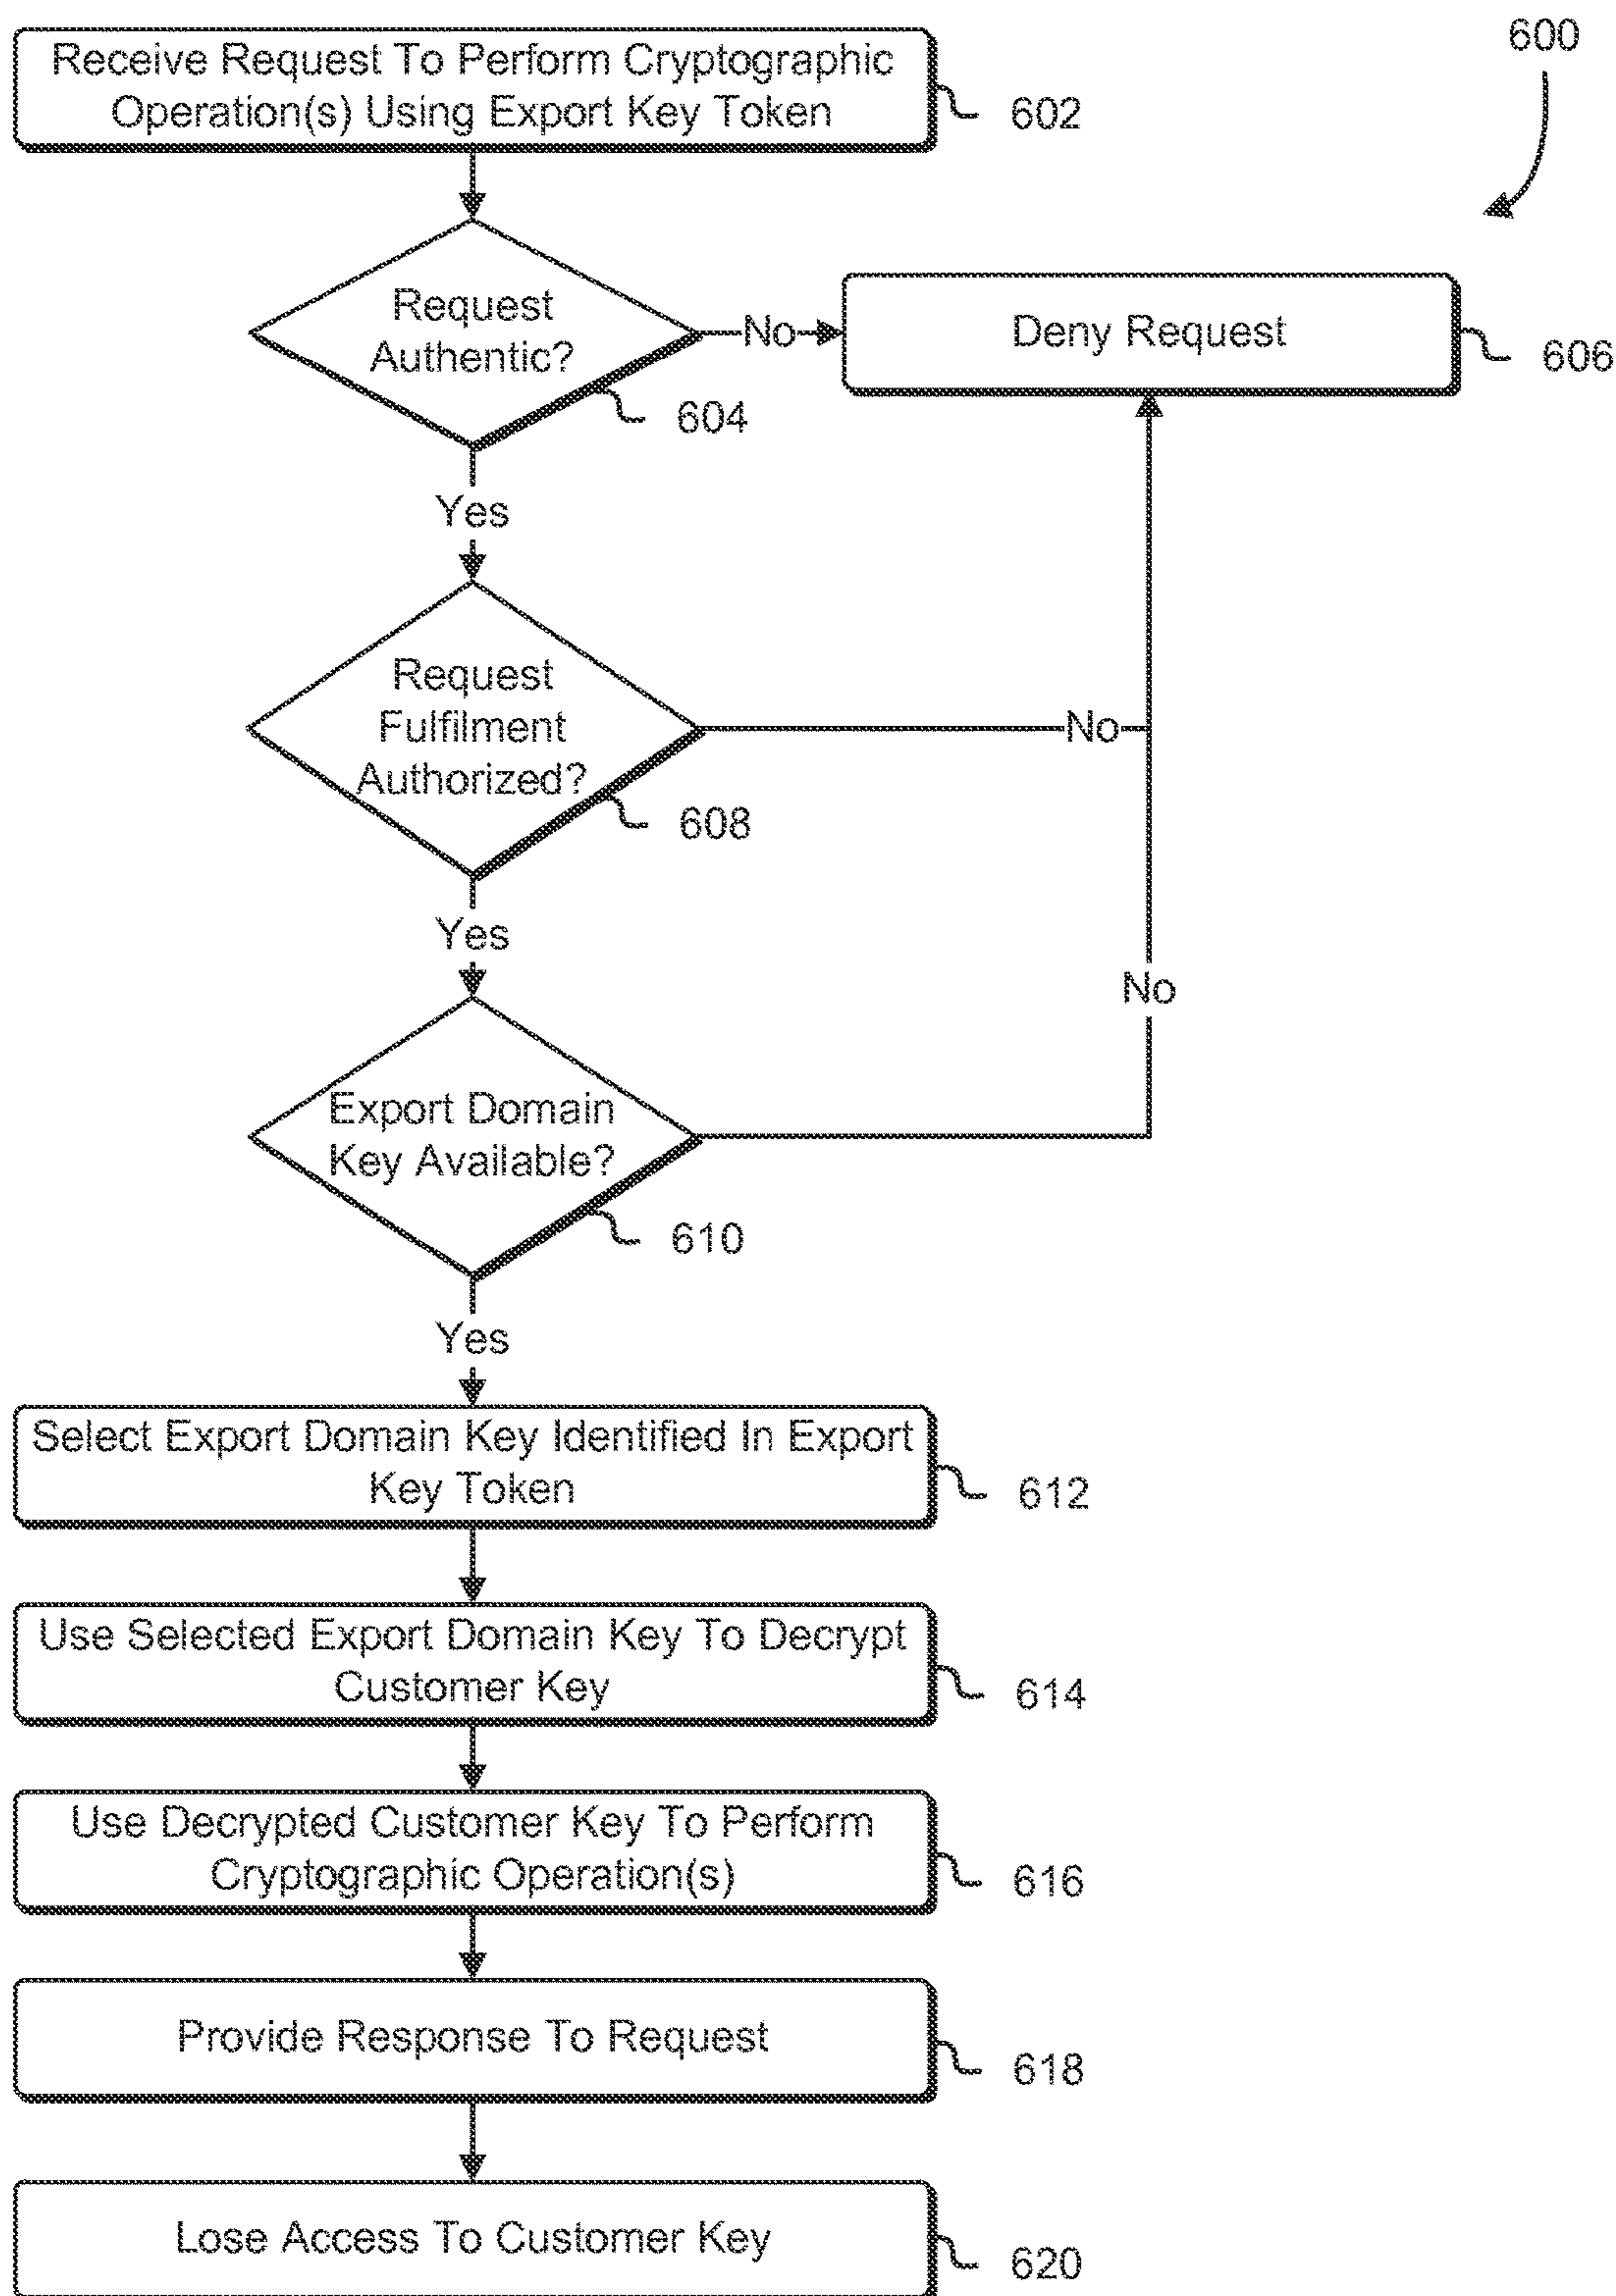 600
Receive Request To Perform Cryptographic
Operation(s) Using Export Key Token
602
Request
Authentic?
604
No
Deny Request
606
Yes
Request
Fulfilment
Authorized?
608
No
Yes
No
Export Domain
Key Available?
610
Yes
Select Export Domain Key Identified In Export
Key Token
612
Use Selected Export Domain Key To Decrypt
Customer Key
614
Use Decrypted Customer Key To Perform
Cryptographic Operation(s)
616
Provide Response To Request
618
Lose Access To Customer Key
620